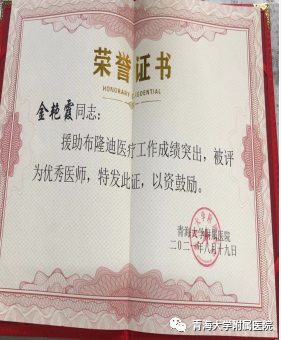 荣誉证书
HONORARY CREDENTIAL
金艳霞同志：
援助布隆迪医疗工作成绩突出，被评
为优秀医师，特发此证，以资鼓励。
青海大学附属医院
二〇二一年八月十九日
青海大学附属医院